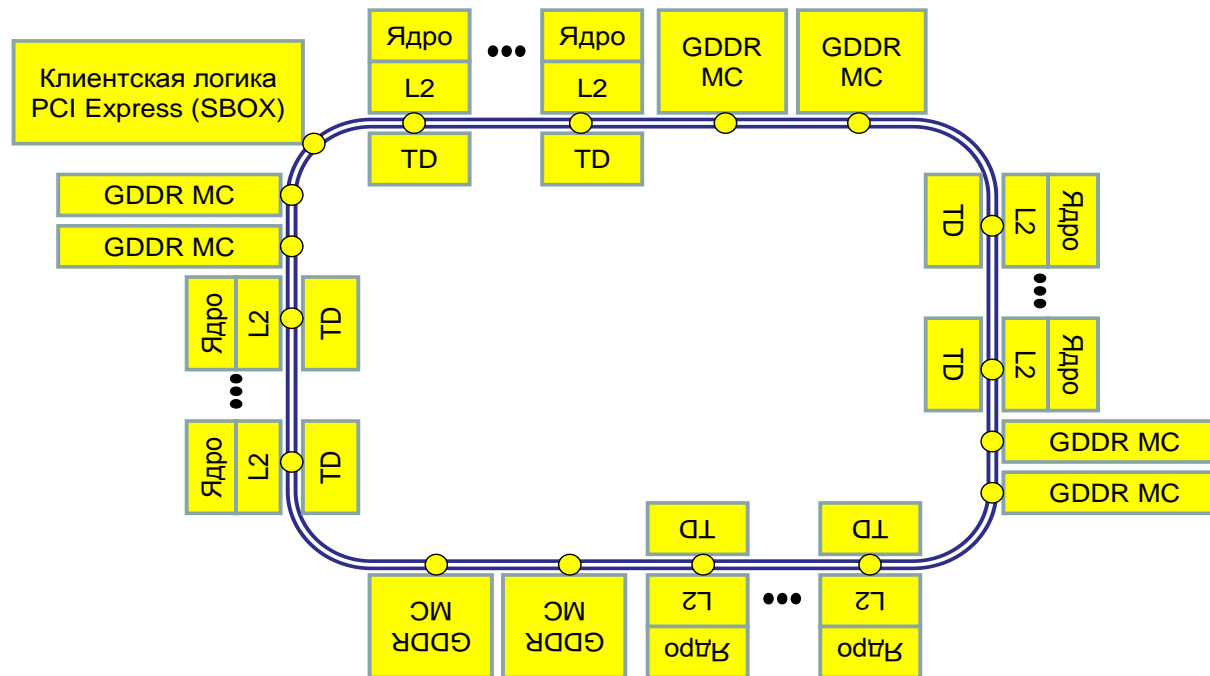 Клиентская логика
PCI Express (SBOX)
Ядро
L2
TD
Ядро
L2
TD
GDDR
MC
GDDR
MC
TD
L2
Ядро
TD
L2
Ядро
GDDR MC
GDDR MC
TD
L2
Ядро
TD
L2
Ядро
GDDR
MC
GDDR
MC
Ядро
L2
TD
Ядро
L2
TD
GDDR MC
GDDR MC